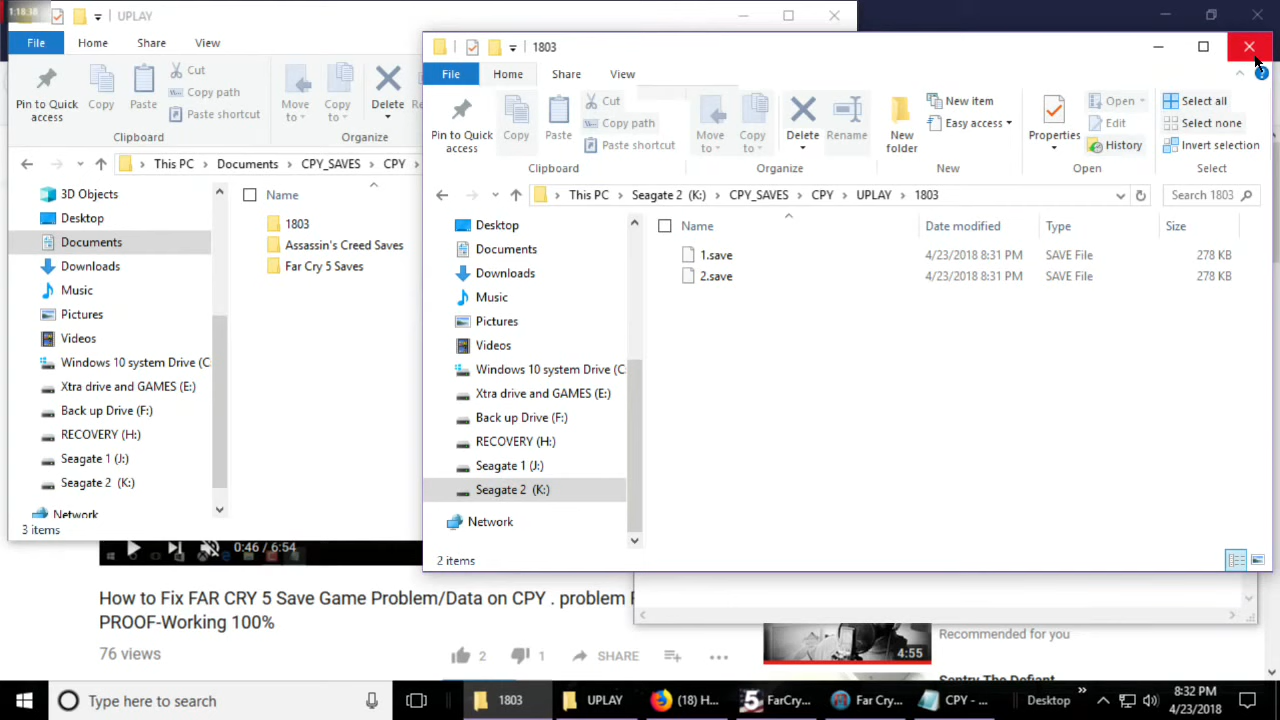 1:18:38
UPLAY
File Home Share View
Pin to Quick access
Copy
Paste
Cut
Copy path
Paste shortcut
Move to
Copy to
Delete
Clipboard
Organize
This PC Documents CPY_SAVES CPY
3D Objects
Desktop
Documents
Downloads
Music
Pictures
Videos
Windows 10 system Drive (C
Xtra drive and GAMES (E:)
Back up Drive (F:)
RECOVERY (H:)
Seagate 1 (J:)
Seagate 2 (K:)
Network
Name
1803
Assassin's Creed Saves
Far Cry 5 Saves
3 items
1803
File Home Share View
Pin to Quick access
Copy
Paste
Cut
Copy path
Paste shortcut
Clipboard
Move to
Copy to
Delete
Rename
Organize
New folder
New item
Easy access
New
Properties
Open
Edit
History
Open
Select all
Select none
Invert selection
Select
This PC Seagate 2 (K:) CPY_SAVES CPY UPLAY 1803
Search 1803
Desktop
Documents
Downloads
Music
Pictures
Videos
Windows 10 system Drive (C
Xtra drive and GAMES (E:)
Back up Drive (F:)
RECOVERY (H:)
Seagate 1 (J:)
Seagate 2 (K:)
Network
Name Date modified Type Size
1.save 4/23/2018 8:31 PM SAVE File 278 KB
2.save 4/23/2018 8:31 PM SAVE File 278 KB
2 items
0:46 / 6:54
How to Fix FAR CRY 5 Save Game Problem/Data on CPY . problem
PROOF-Working 100%
76 views
2 1 SHARE
4:55
Recommended for you
Sentry The Defiant
Type here to search
1803
UPLAY
(18) H...
FarCry...
Far Cry...
CPY - ...
Desktop
8:32 PM
4/23/2018